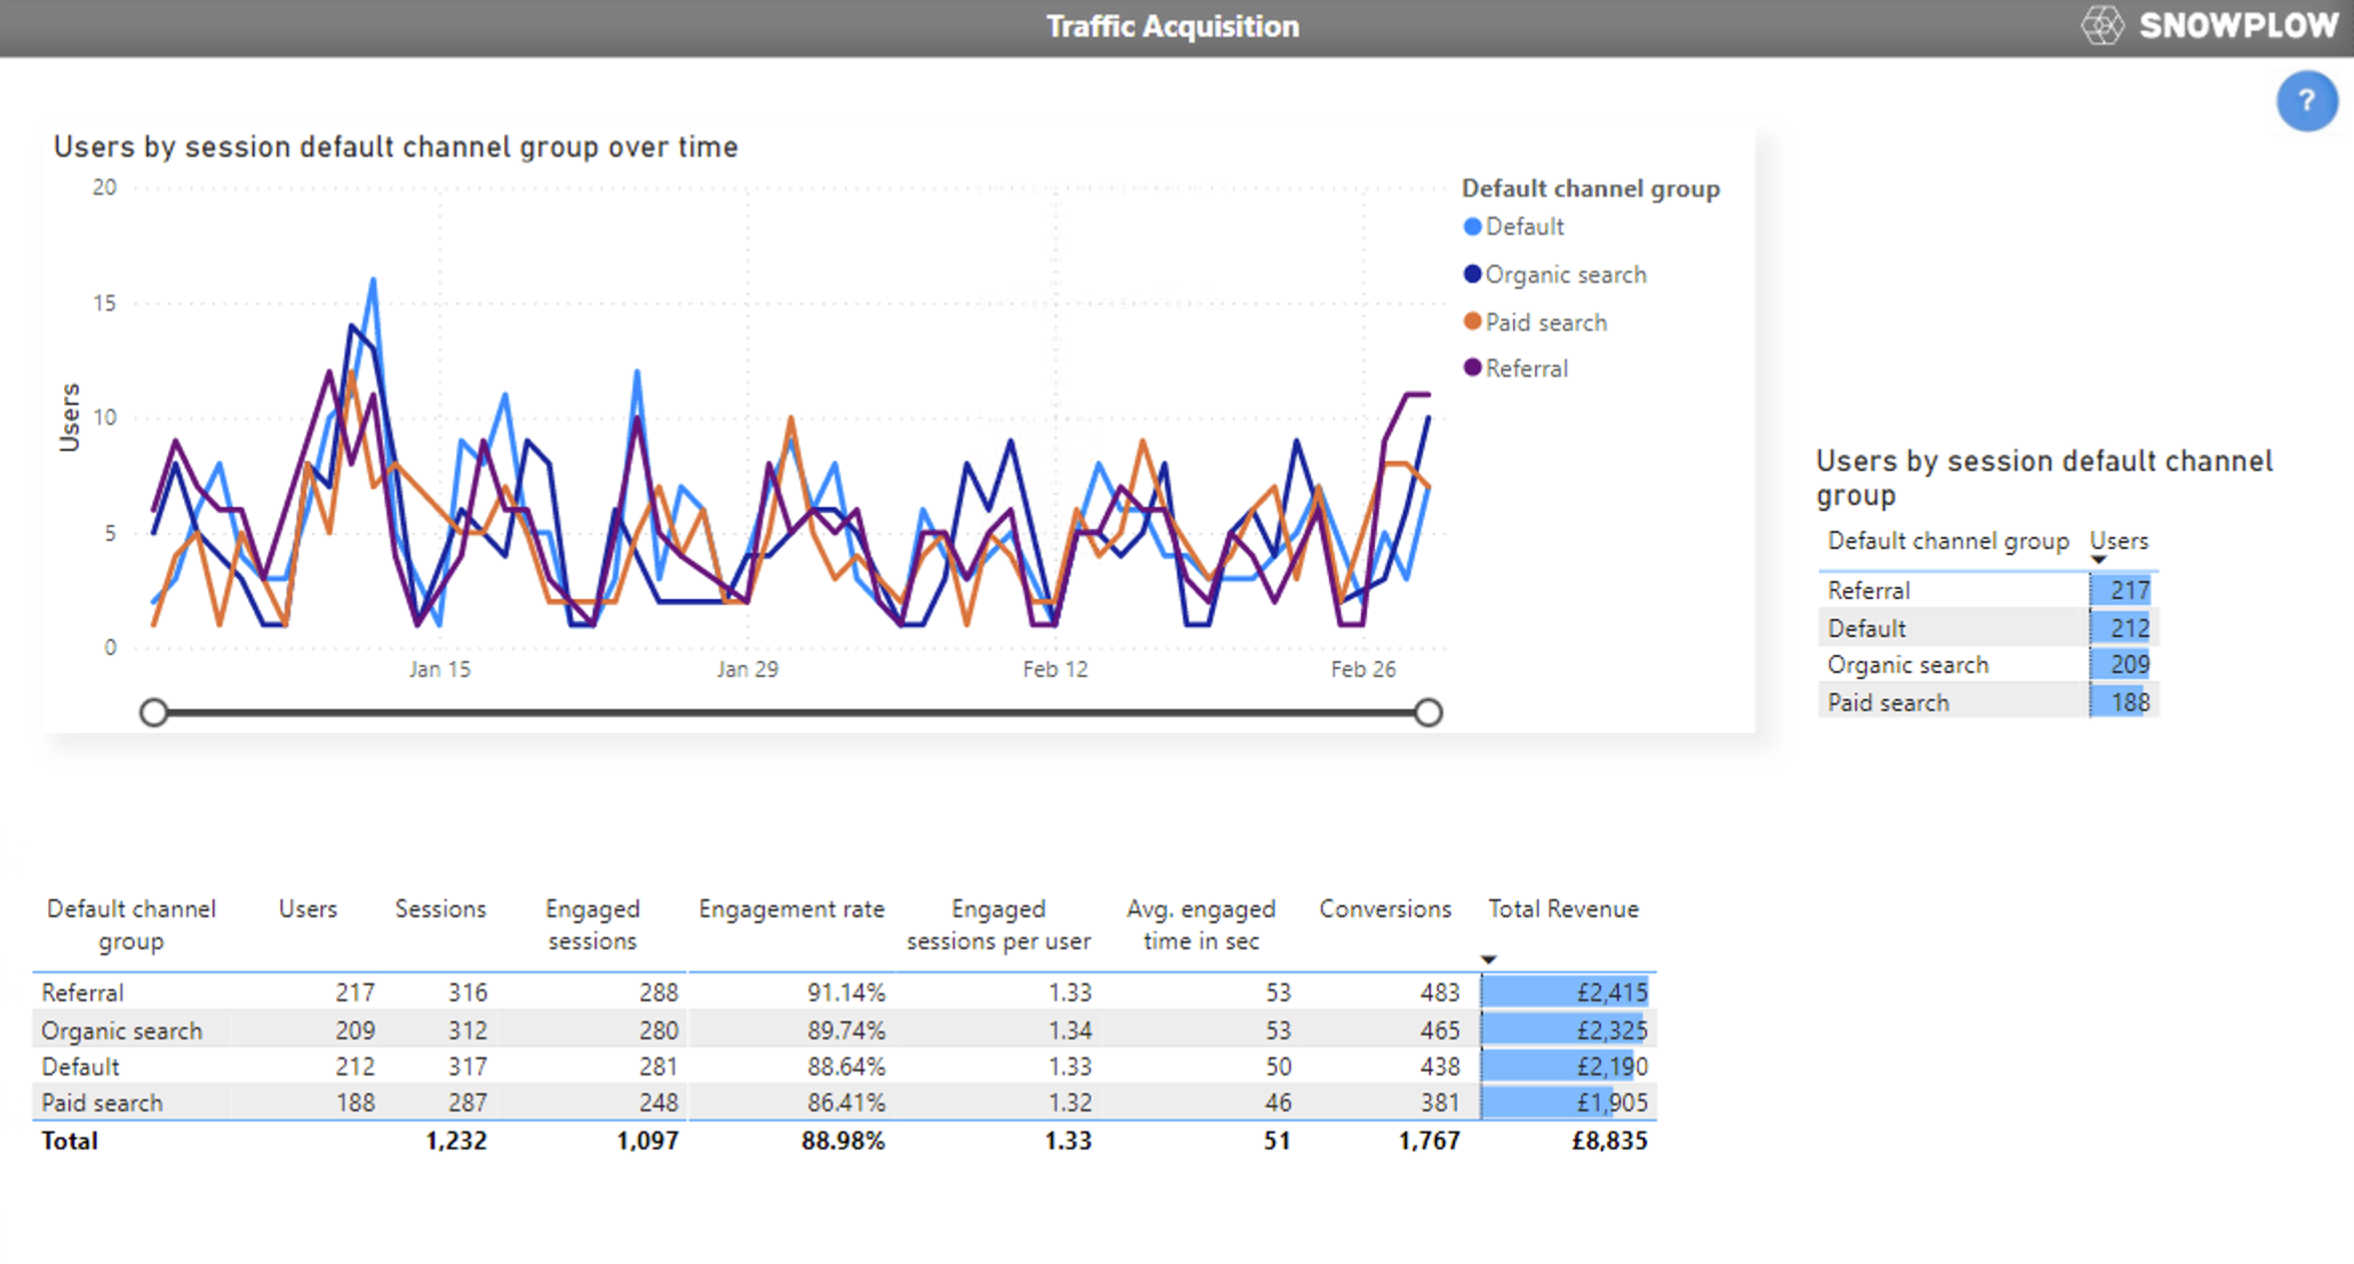 Traffic Acquisition
SNOWPLOW
?
Users by session default channel group over time
20
15
10
5
0
Users
Jan 15
Jan 29
Feb 12
Feb 26
Default channel group
Default
Organic search
Paid search
Referral
Users by session default channel
group
Default channel group Users
Referral 217
Default 212
Organic search 209
Paid search 188
Default channel group Users Sessions Engaged sessions Engagement rate Engaged sessions per user Avg. engaged time in sec Conversions Total Revenue
Referral 217 316 288 91.14% 1.33 53 483 £2,415
Organic search 209 312 280 89.74% 1.34 53 465 £2,325
Default 212 317 281 88.64% 1.33 50 438 £2,190
Paid search 188 287 248 86.41% 1.32 46 381 £1,905
Total 1,232 1,097 88.98% 1.33 51 1,767 £8,835